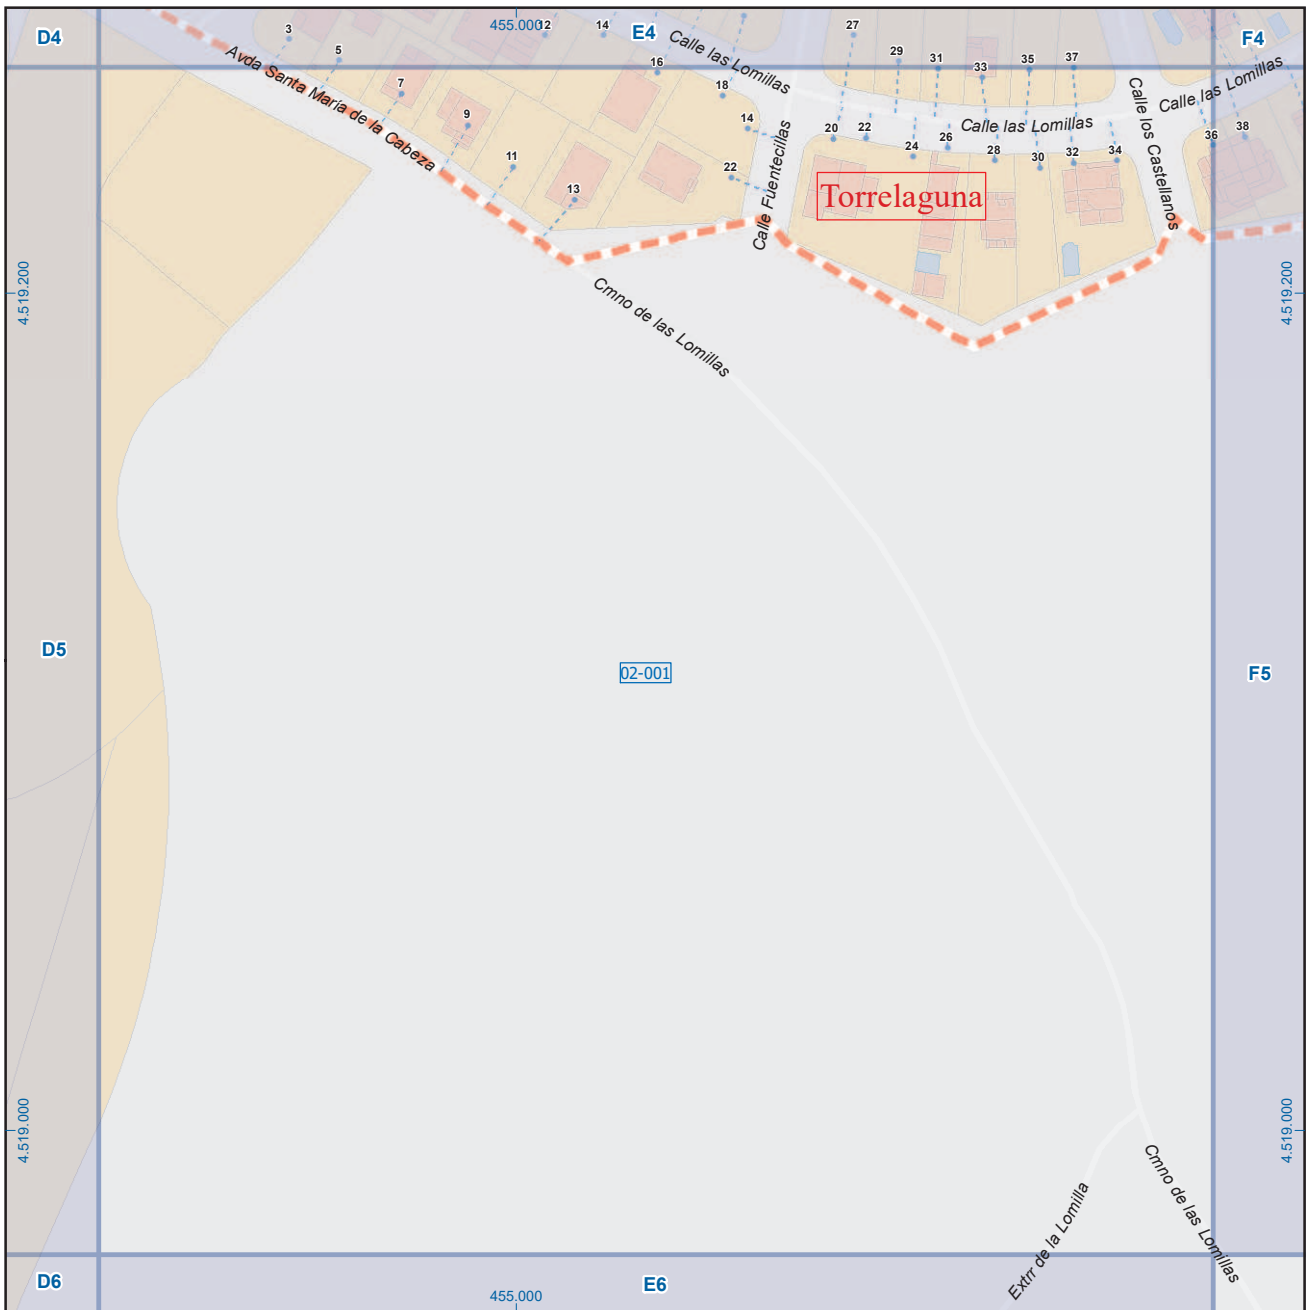 D4
455.000
E4
F4
3
5
7
9
11
13
12
14
16
18
14
22
27
29
31
33
35
37
20
22
24
26
28
30
32
34
36
38
Avda Santa María de la Cabeza
Calle las Lomillas
Calle las Lomillas
Calle las Lomillas
Calle Fuentecillas
Calle los Castellanos
Torrelaguna
4.519.200
4.519.200
Cmno de las Lomillas
D5
02-001
F5
4.519.000
4.519.000
Cmno de las Lomillas
Extrr de la Lomilla
D6
455.000
E6